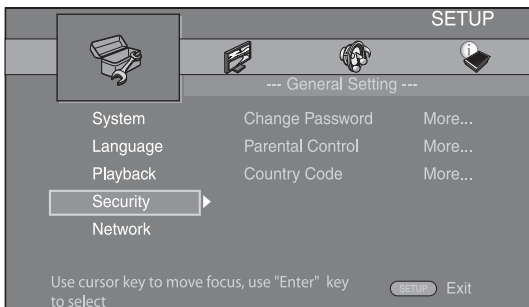 SETUP
--- General Setting ---
System Change Password More...
Language Parental Control More...
Playback Country Code More...
Security
Network
Use cursor key to move focus, use "Enter" key
to select
SETUP Exit